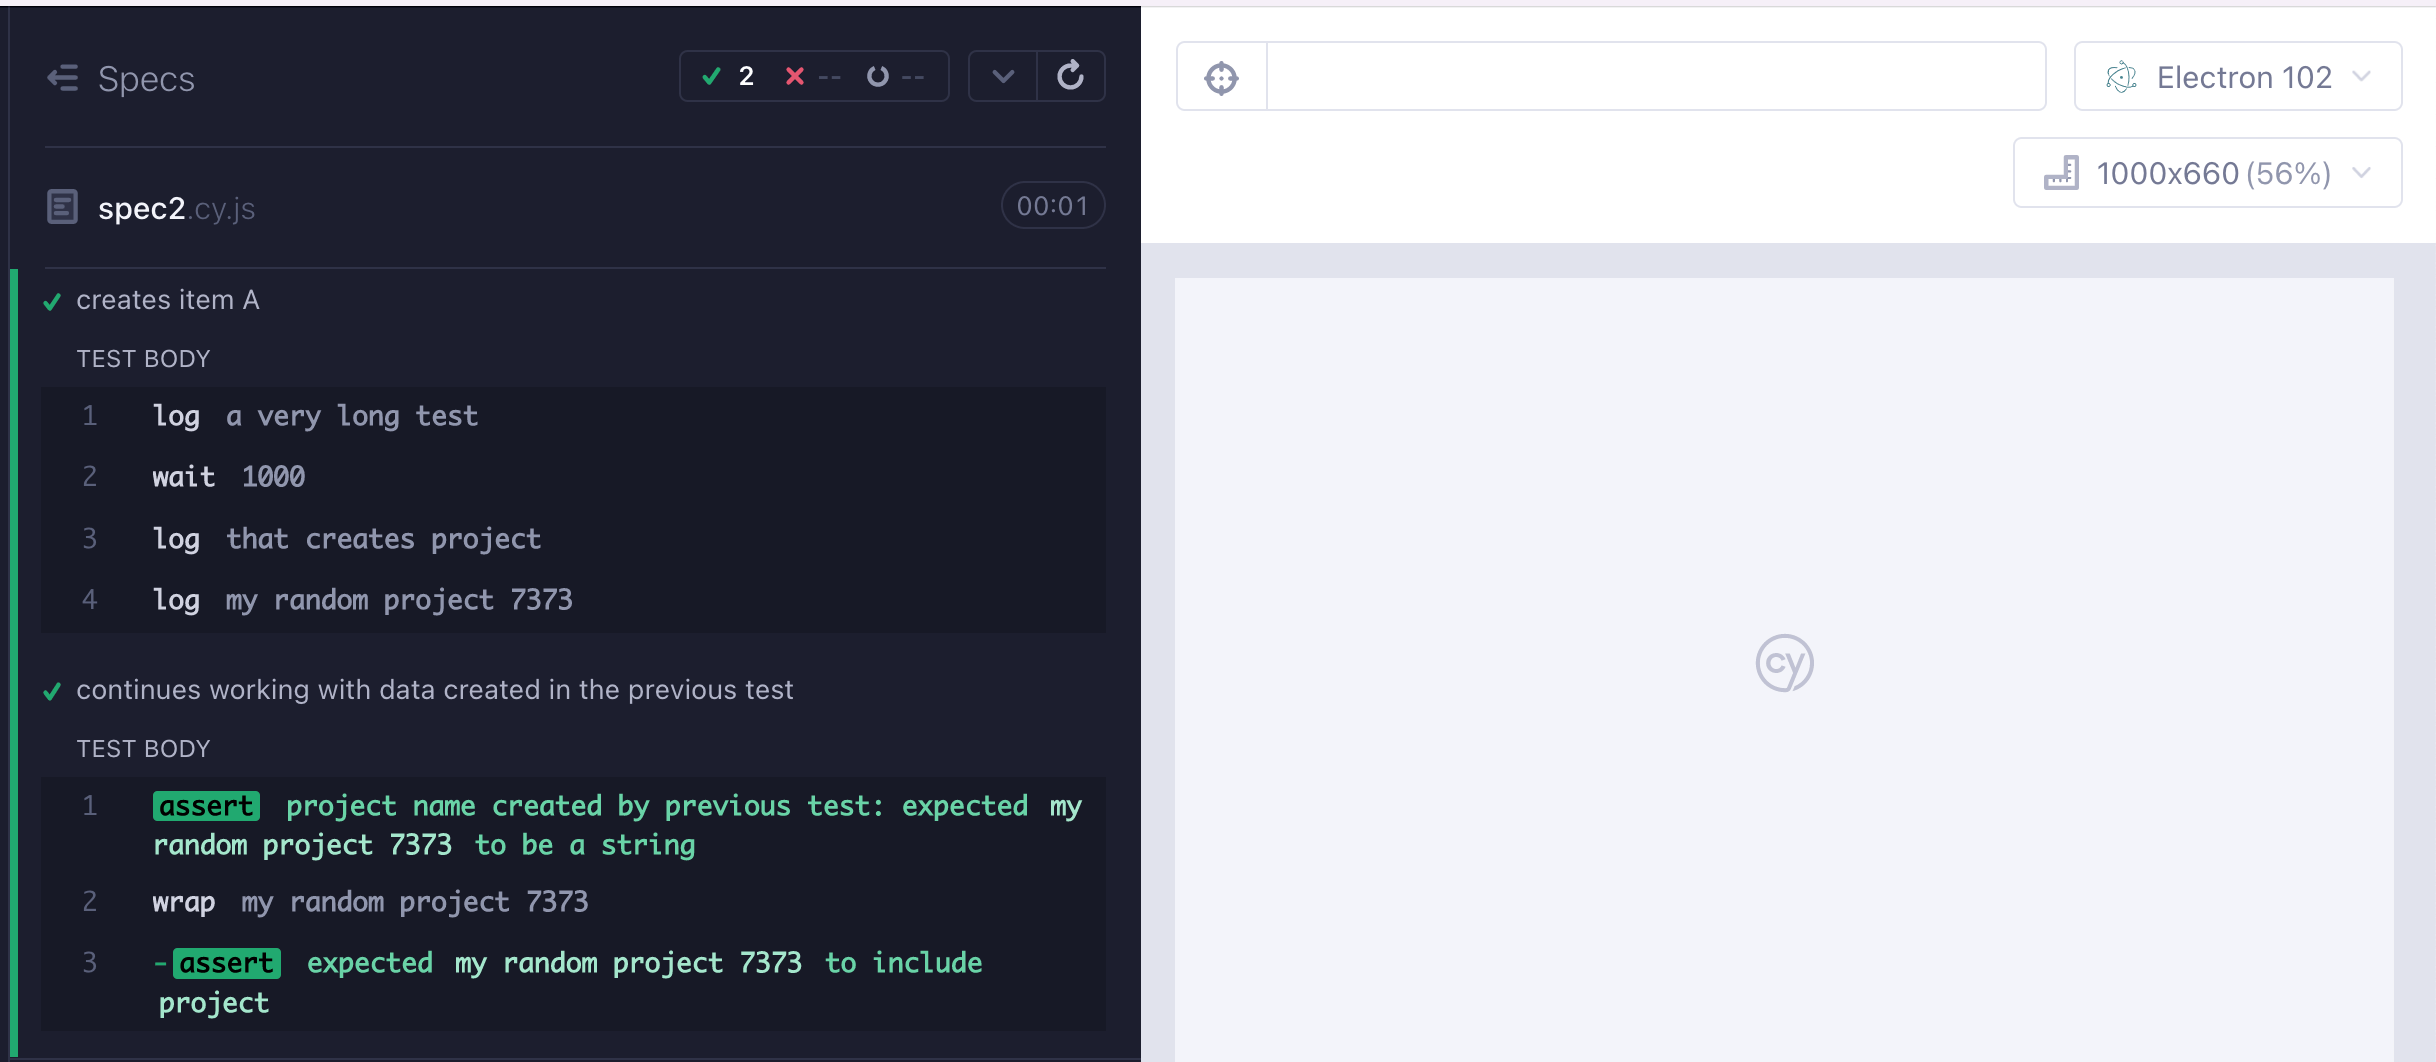 Specs
2 -- --
spec2.cy.js
00:01
creates item A
TEST BODY
1 log a very long test
2 wait 1000
3 log that creates project
4 log my random project 7373
continues working with data created in the previous test
TEST BODY
1 assert project name created by previous test: expected my
random project 7373 to be a string
2 wrap my random project 7373
3 -assert expected my random project 7373 to include
project
Electron 102
1000x660 (56%)
cy